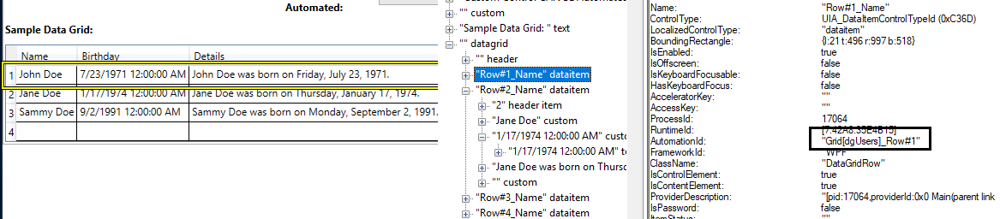 Automated:
Sample Data Grid:
Name Birthday Details
1 John Doe 7/23/1971 12:00:00 AM John Doe was born on Friday, July 23, 1971.
2 Jane Doe 1/17/1974 12:00:00 AM Jane Doe was born on Thursday, January 17, 1974.
3 Sammy Doe 9/2/1991 12:00:00 AM Sammy Doe was born on Monday, September 2, 1991.
4
"" custom
"Sample Data Grid: " text
"" datagrid
"" header
"Row#1_Name" dataitem
"Row#2_Name" dataitem
"2" header item
"Jane Doe" custom
"1/17/1974 12:00:00 AM" custo
"1/17/1974 12:00:00 AM" te
"Jane Doe was born on Thursd
"" custom
"Row#3_Name" dataitem
"Row#4_Name" dataitem
Name: "Row#1_Name"
ControlType: UIA_DataItemControlTypeId (0xC36D)
LocalizedControlType: "dataitem"
BoundingRectangle: {l:21 t:496 r:997 b:518}
IsEnabled: true
IsOffscreen: false
IsKeyboardFocusable: false
HasKeyboardFocus: false
AcceleratorKey: ""
AccessKey: ""
ProcessId: 17064
RuntimeId: [7.42A8.35E4B15]
AutomationId: "Grid[dgUsers]_Row#1"
FrameworkId: "WPF"
ClassName: "DataGridRow"
IsControlElement: true
IsContentElement: true
ProviderDescription: "[pid:17064,providerId:0x0 Main(parent link
IsPassword: false
ItemStatus: ""